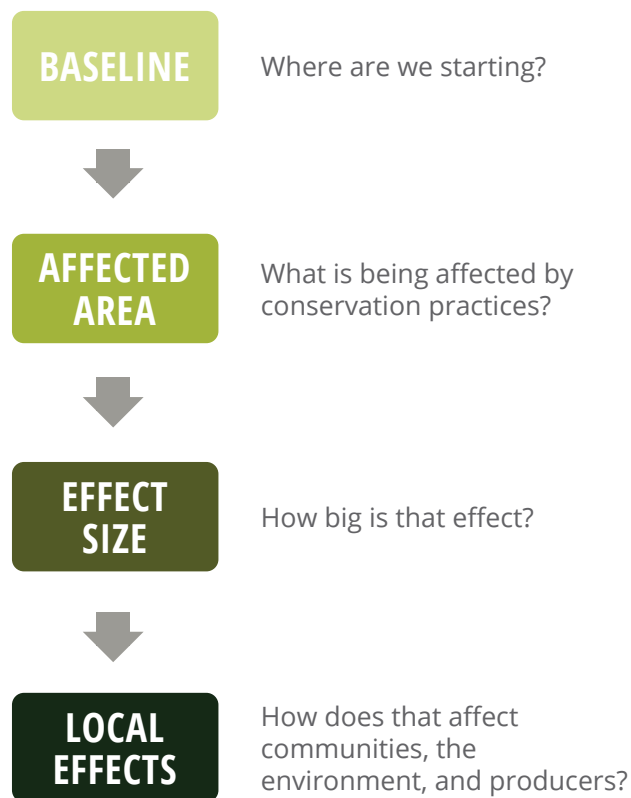 BASELINE
Where are we starting?
AFFECTED
AREA
What is being affected by
conservation practices?
EFFECT
SIZE
How big is that effect?
LOCAL
EFFECTS
How does that affect
communities, the
environment, and producers?